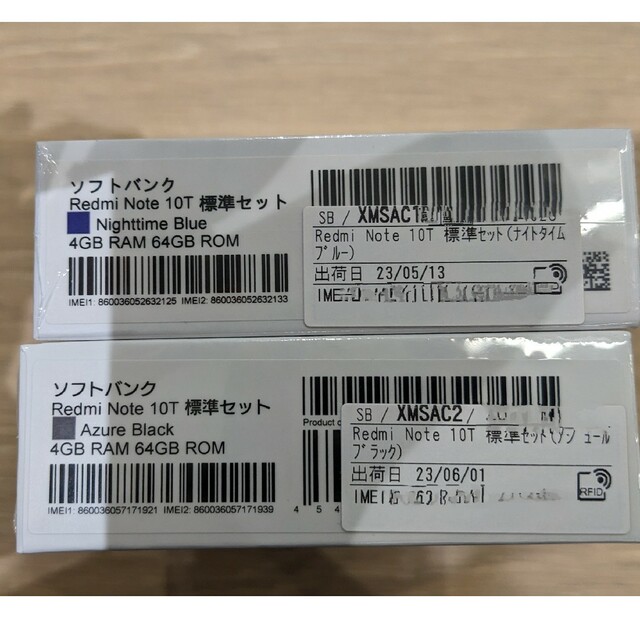 ソフトバンク
Redmi Note 10T 標準セット
Nighttime Blue
4GB RAM 64GB ROM
IMEI1: 860036052632125 IMEI2: 860036052632133
SB / XMSAC1
Redmi Note 10T 標準セット(ナイトタイム
ブルー)
出荷日 23/05/13
ソフトバンク
Redmi Note 10T 標準セット
Azure Black
4GB RAM 64GB ROM
IMEI1: 860036057171921 IMEI2: 860036057171939
Product
4 5 4
SB / XMSAC2 /
Redmi Note 10T 標準セット(アジュール
ブラック)
出荷日 23/06/01
RFID